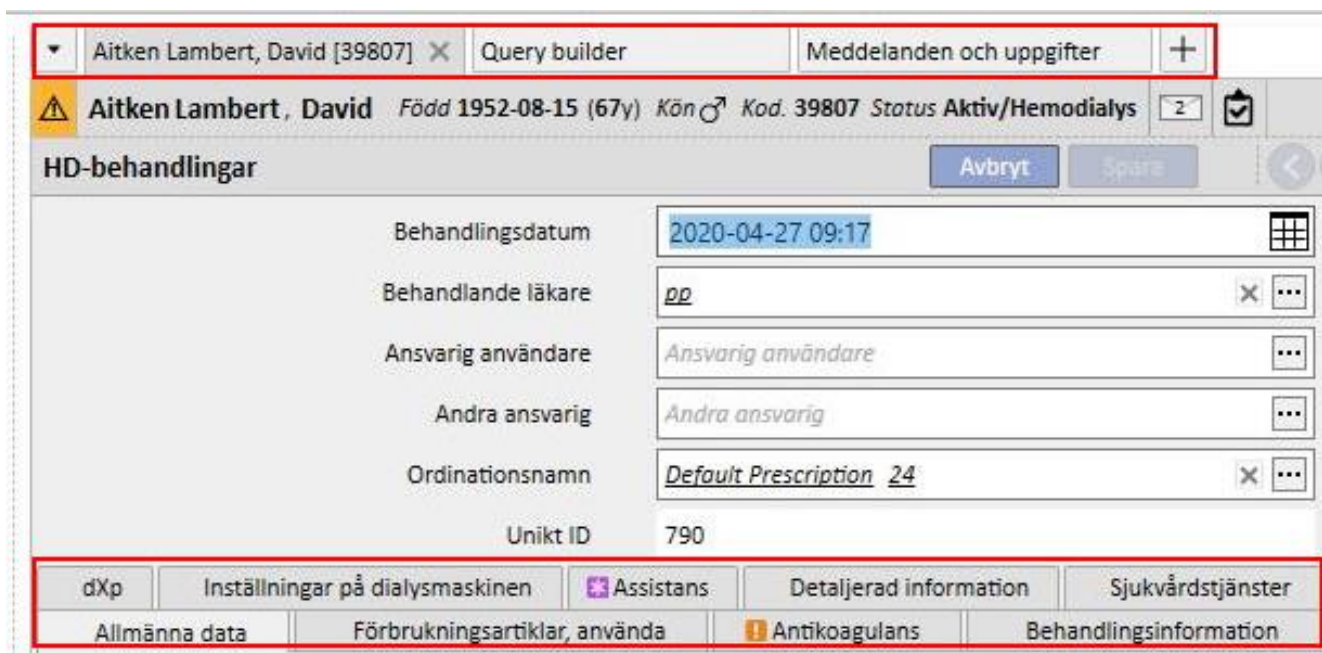 Aitken Lambert, David [39807] Query builder Meddelanden och uppgifter
Aitken Lambert, David Född 1952-08-15 (67y) Kön ♂ Kod. 39807 Status Aktiv/Hemodialys 2
HD-behandlingar Avbryt Spara
Behandlingsdatum 2020-04-27 09:17
Behandlande läkare pp
Ansvarig användare Ansvarig användare
Andra ansvarig Andra ansvarig
Ordinationsnamn Default Prescription 24
Unikt ID 790
dXp Inställningar på dialysmaskinen Assistans Detaljerad information Sjukvårdstjänster
Allmänna data Förbrukningsartiklar, använda Antikoagulans Behandlingsinformation